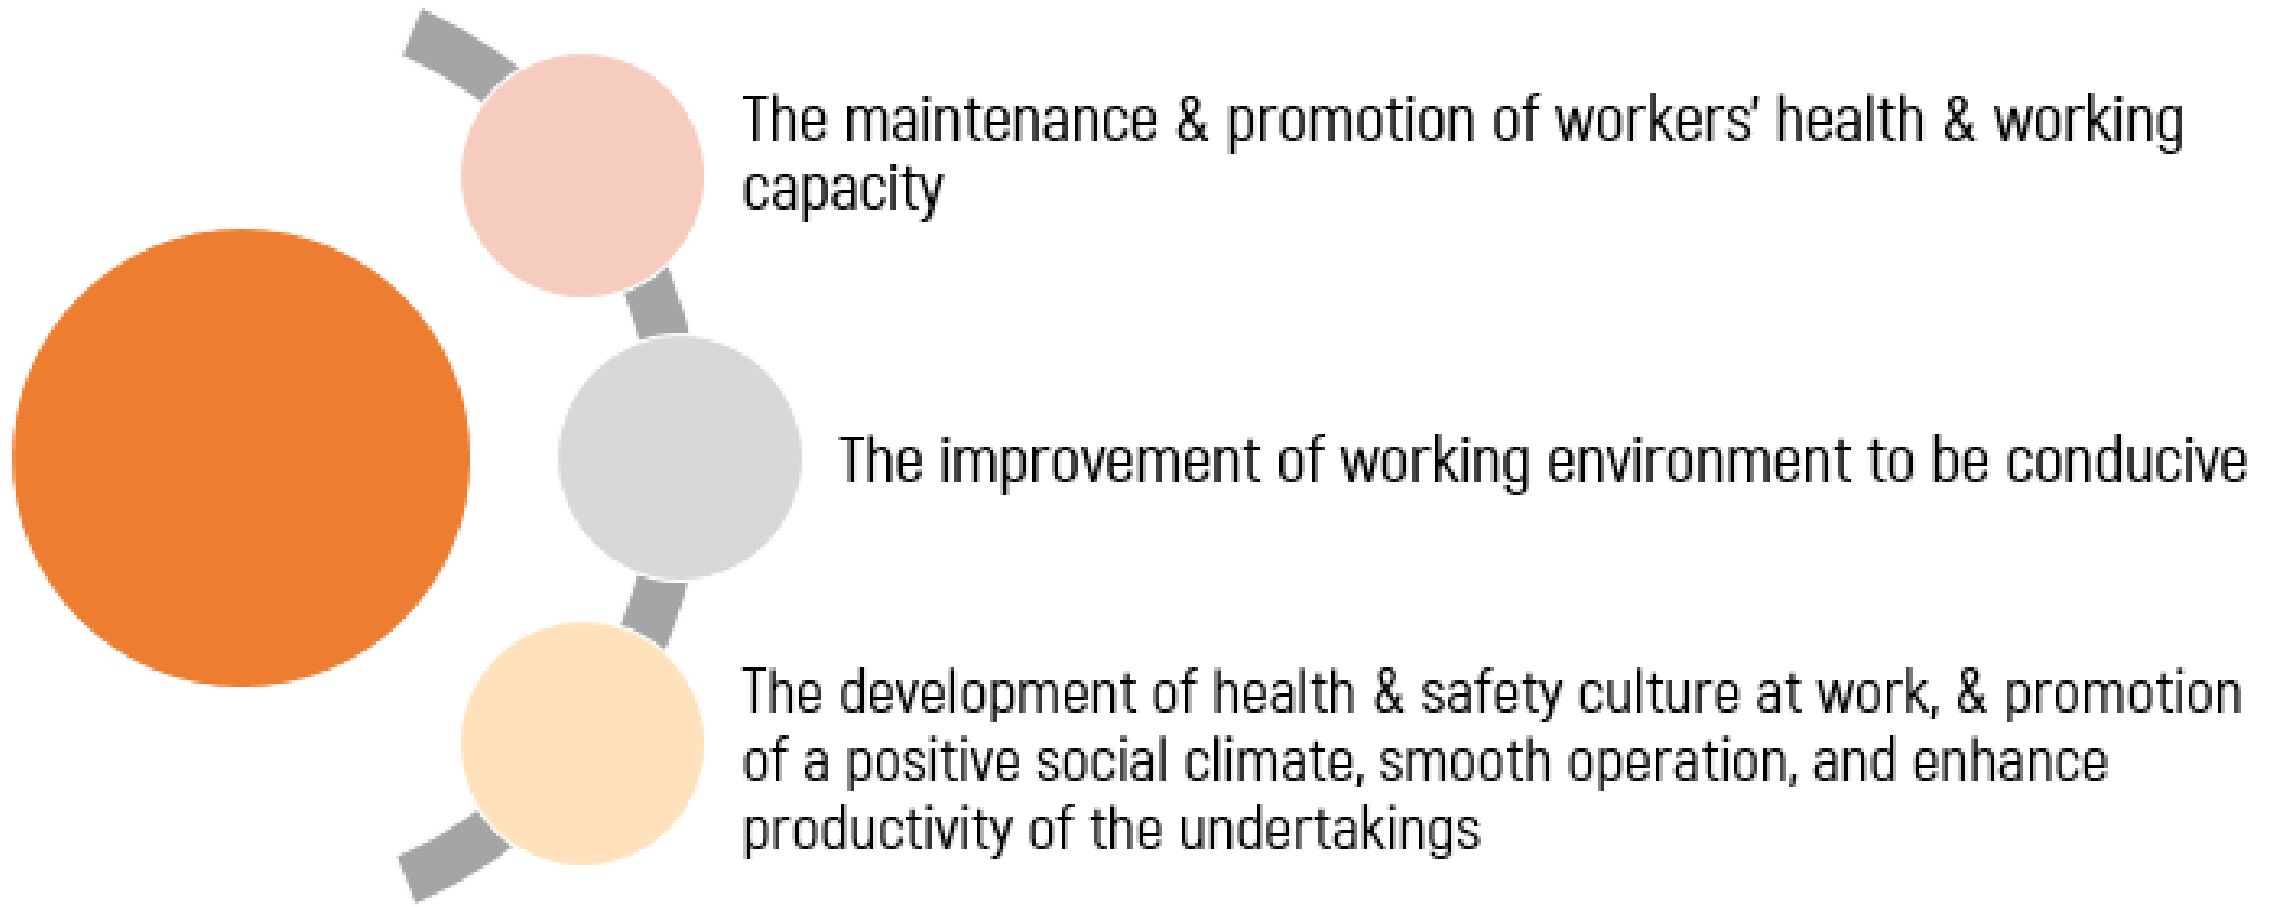 The maintenance & promotion of workers’ health & working
capacity
The improvement of working environment to be conducive
The development of health & safety culture at work, & promotion
of a positive social climate, smooth operation, and enhance
productivity of the undertakings